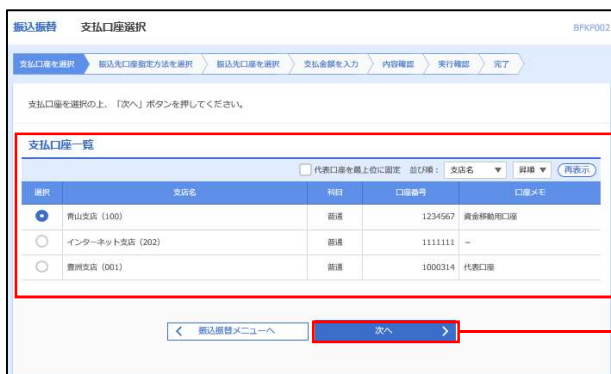 振込振替 支払口座選択 BFKF002
支払口座を選択 振込先口座指定方法を選択 振込先口座を選択 支払金額を入力 内容確認 実行確認 完了
支払口座を選択の上、「次へ」ボタンを押してください。
支払口座一覧
代表口座を最上位に固定 並び順： 支店名 ▼ 昇順 ▼ 再表示
選択 支店名 科目 口座番号 口座メモ
青山支店（100） 普通 1234567 資金移動用口座
インターネット支店（202） 普通 1111111 －
豊洲支店（001） 普通 1000314 代表口座
振込振替メニューへ 次へ